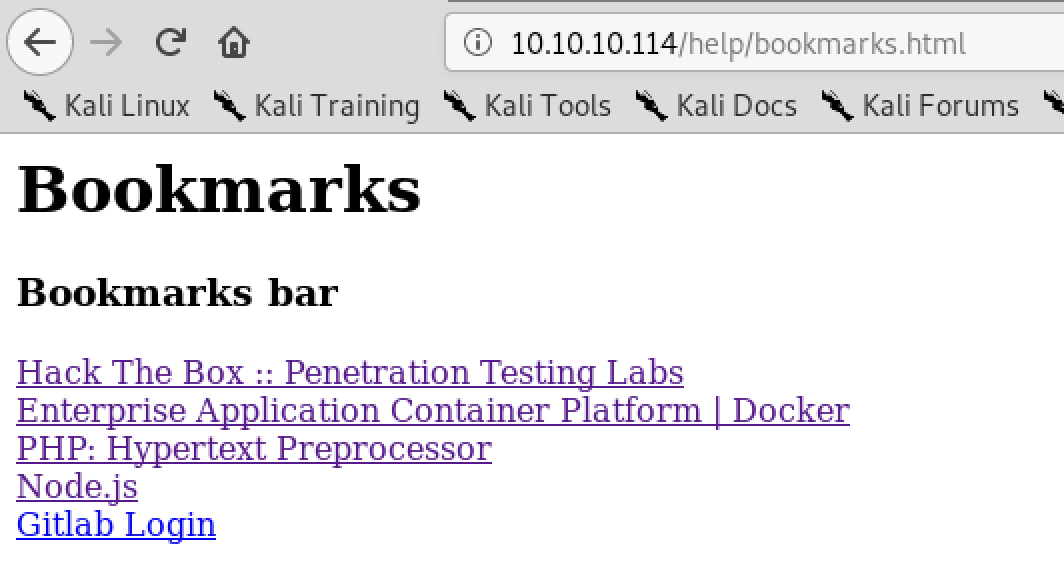 10.10.10.114/help/bookmarks.html
Kali Linux Kali Training Kali Tools Kali Docs Kali Forums
Bookmarks
Bookmarks bar
Hack The Box :: Penetration Testing Labs
Enterprise Application Container Platform | Docker
PHP: Hypertext Preprocessor
Node.js
Gitlab Login